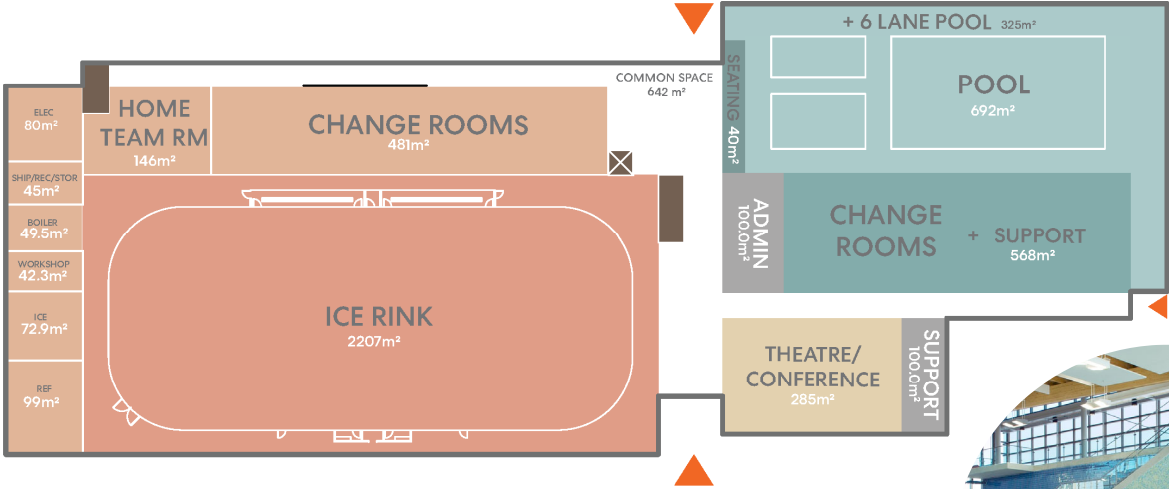 + 6 LANE POOL 325m²
COMMON SPACE
642 m²
SEATING 40m²
POOL
692m²
ELEC
80m²
HOME
TEAM RM
146m²
CHANGE ROOMS
481m²
SHIP/REC/STOR
45m²
BOILER
49.5m²
WORKSHOP
42.3m²
ICE
72.9m²
REF
99m²
ICE RINK
2207m²
ADMIN
100.0m²
CHANGE
ROOMS
+ SUPPORT
568m²
THEATRE/
CONFERENCE
285m²
SUPPORT
100.0m²